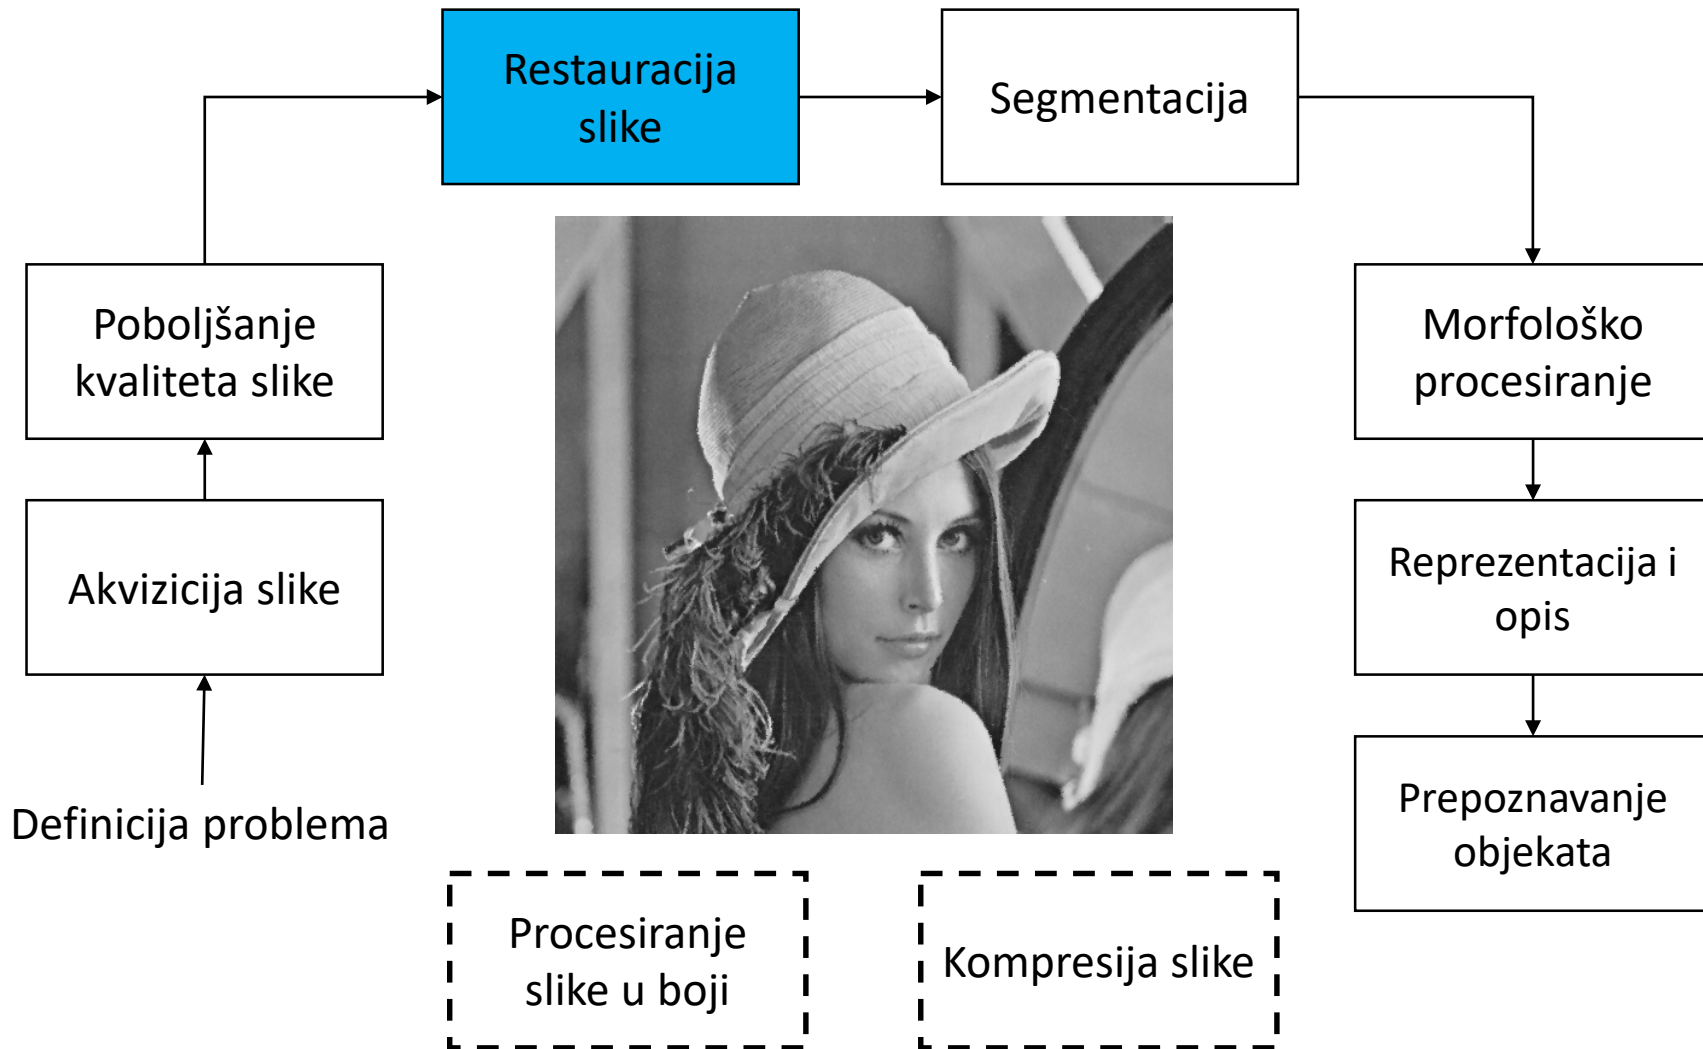 Restauracija
slike
Segmentacija
Poboljšanje
kvaliteta slike
Morfološko
procesiranje
Akvizicija slike
Reprezentacija i
opis
Definicija problema
Prepoznavanje
objekata
Procesiranje
slike u boji
Kompresija slike